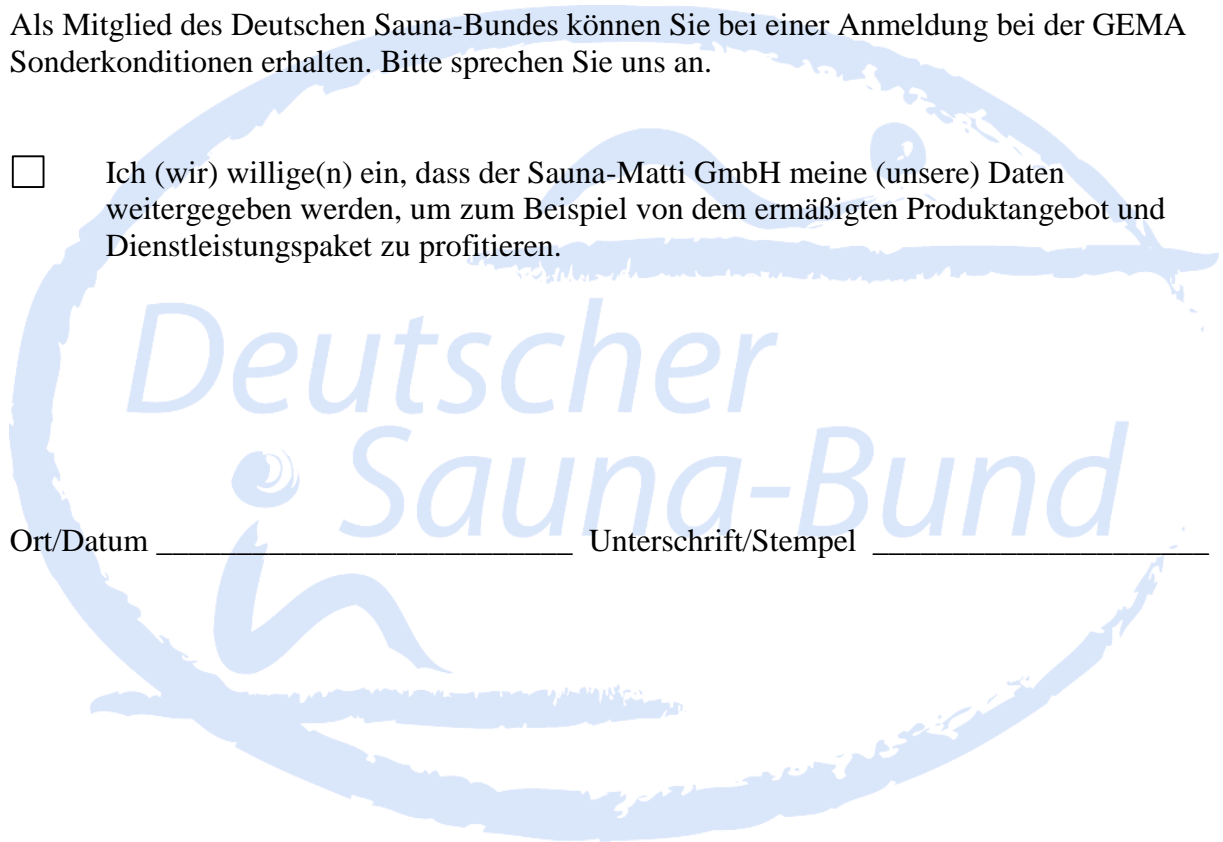 Als Mitglied des Deutschen Sauna-Bundes können Sie bei einer Anmeldung bei der GEMA
Sonderkonditionen erhalten. Bitte sprechen Sie uns an.
Ich (wir) willige(n) ein, dass der Sauna-Matti GmbH meine (unsere) Daten
weitergegeben werden, um zum Beispiel von dem ermäßigten Produktangebot und
Dienstleistungspaket zu profitieren.
Deutscher
Sauna-Bund
Ort/Datum __________________________ Unterschrift/Stempel _____________________